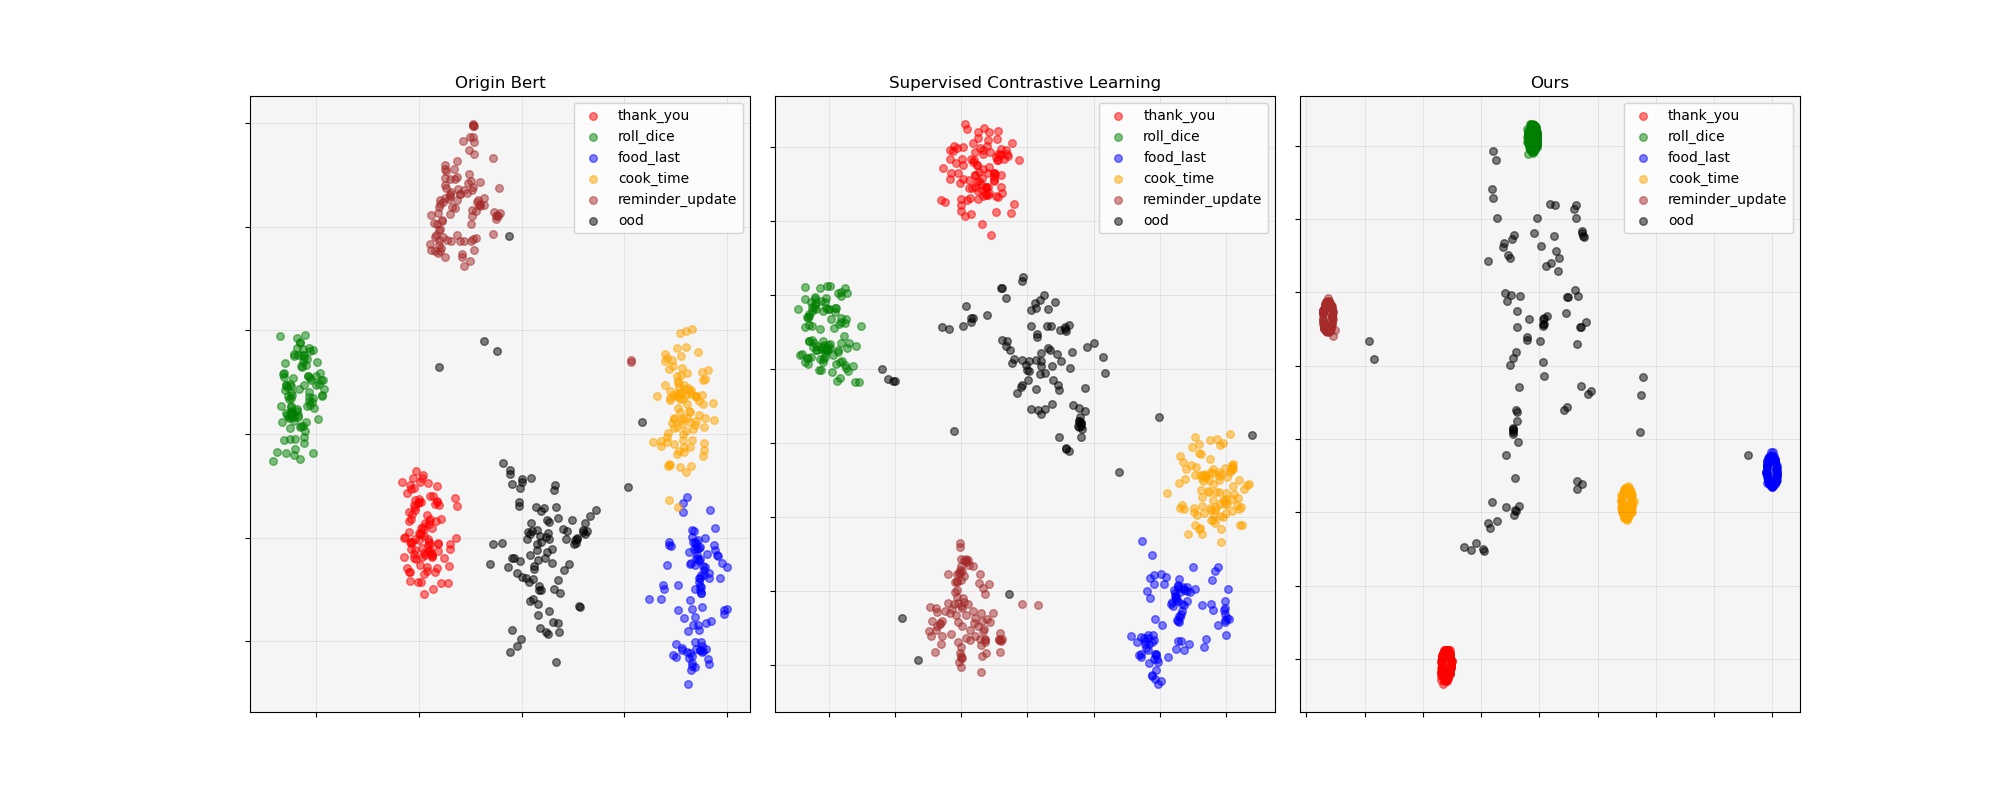 Origin Bert
thank_you
roll_dice
food_last
cook_time
reminder_update
ood
Supervised Contrastive Learning
thank_you
roll_dice
food_last
cook_time
reminder_update
ood
Ours
thank_you
roll_dice
food_last
cook_time
reminder_update
ood